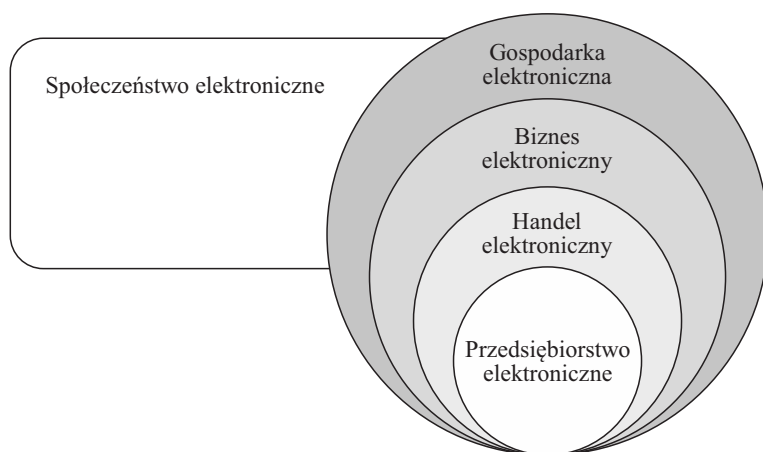 Gospodarka
elektroniczna
Społeczeństwo elektroniczne
Biznes
elektroniczny
Handel
elektroniczny
Przedsiębiorstwo
elektroniczne